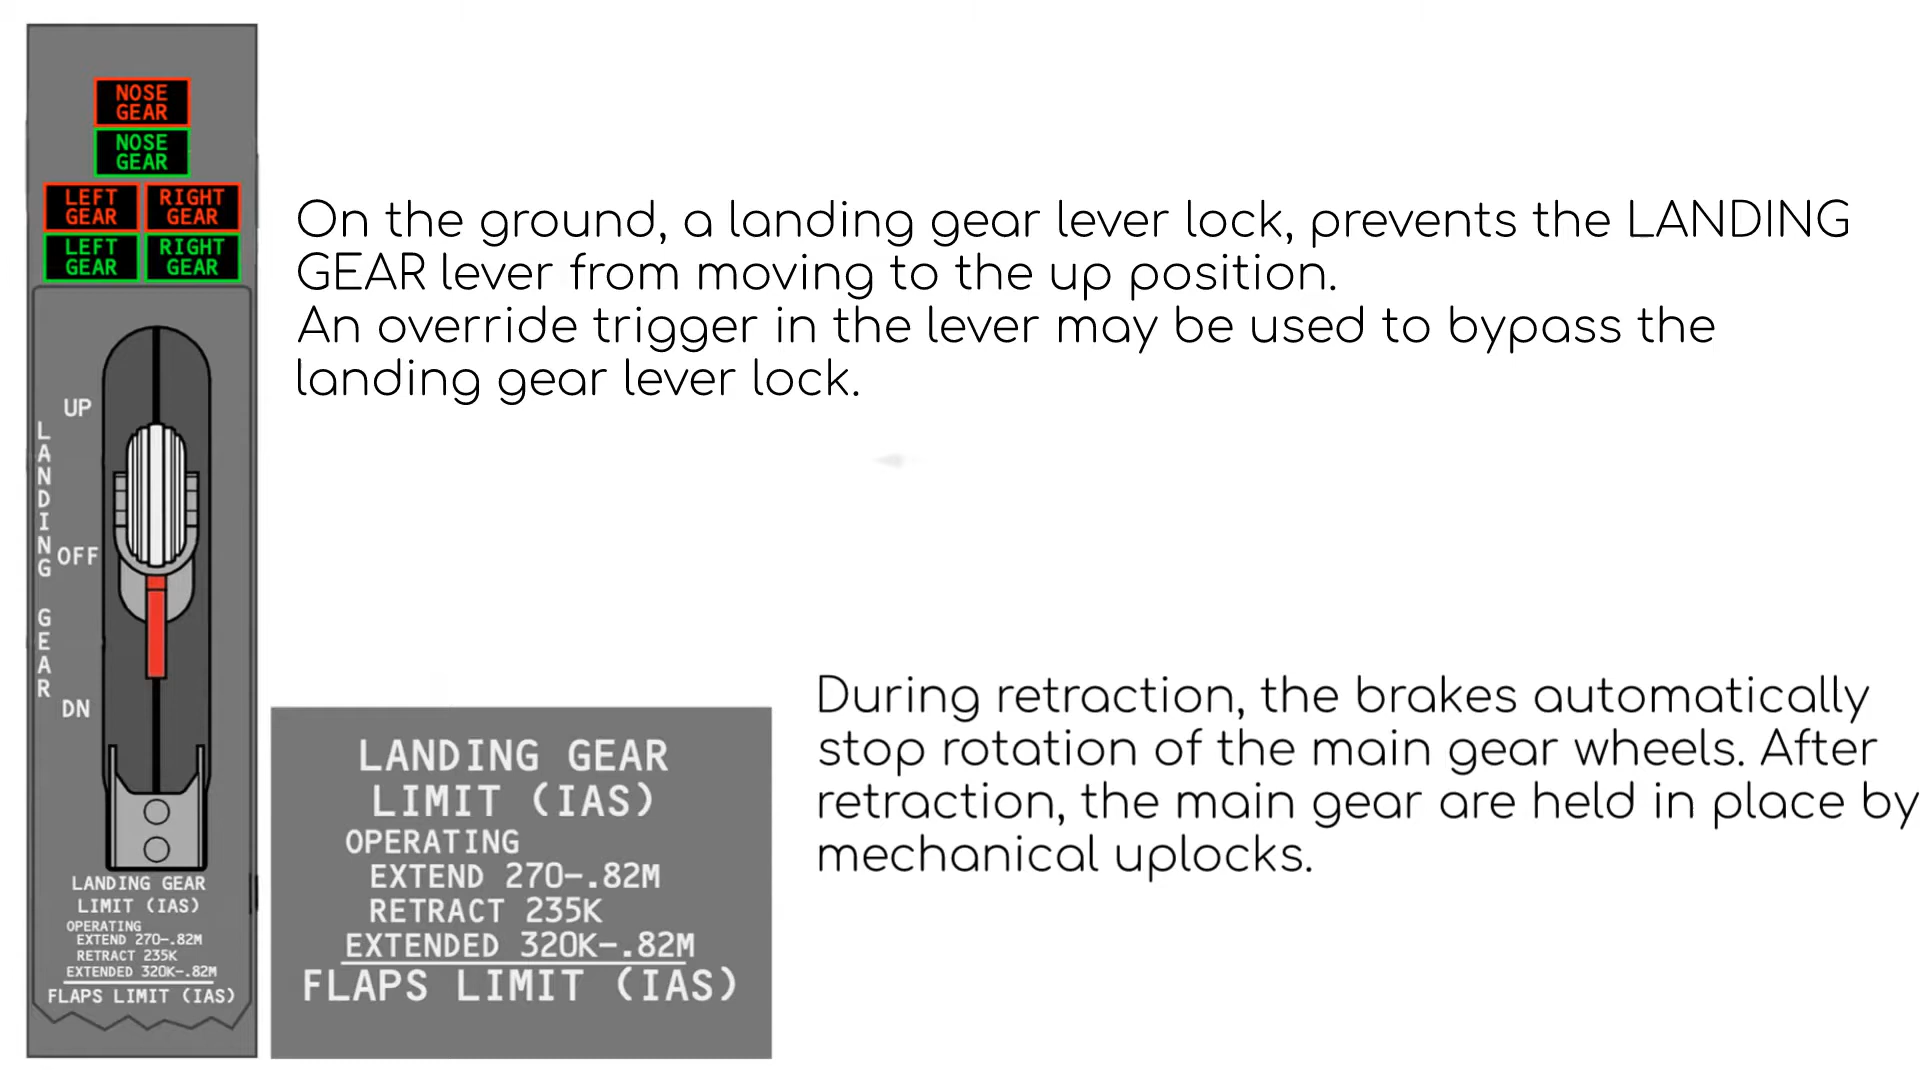 NOSE
GEAR
NOSE
GEAR
LEFT
GEAR
RIGHT
GEAR
LEFT
GEAR
RIGHT
GEAR
UP
LANDING GEAR
OFF
DN
LANDING GEAR
LIMIT (IAS)
OPERATING
EXTEND 270-.82M
RETRACT 235K
EXTENDED 320K-.82M
FLAPS LIMIT (IAS)
On the ground, a landing gear lever lock, prevents the LANDING
GEAR lever from moving to the up position.
An override trigger in the lever may be used to bypass the
landing gear lever lock.
LANDING GEAR
LIMIT (IAS)
OPERATING
EXTEND 270-.82M
RETRACT 235K
EXTENDED 320K-.82M
FLAPS LIMIT (IAS)
During retraction, the brakes automatically
stop rotation of the main gear wheels. After
retraction, the main gear are held in place by
mechanical uplocks.